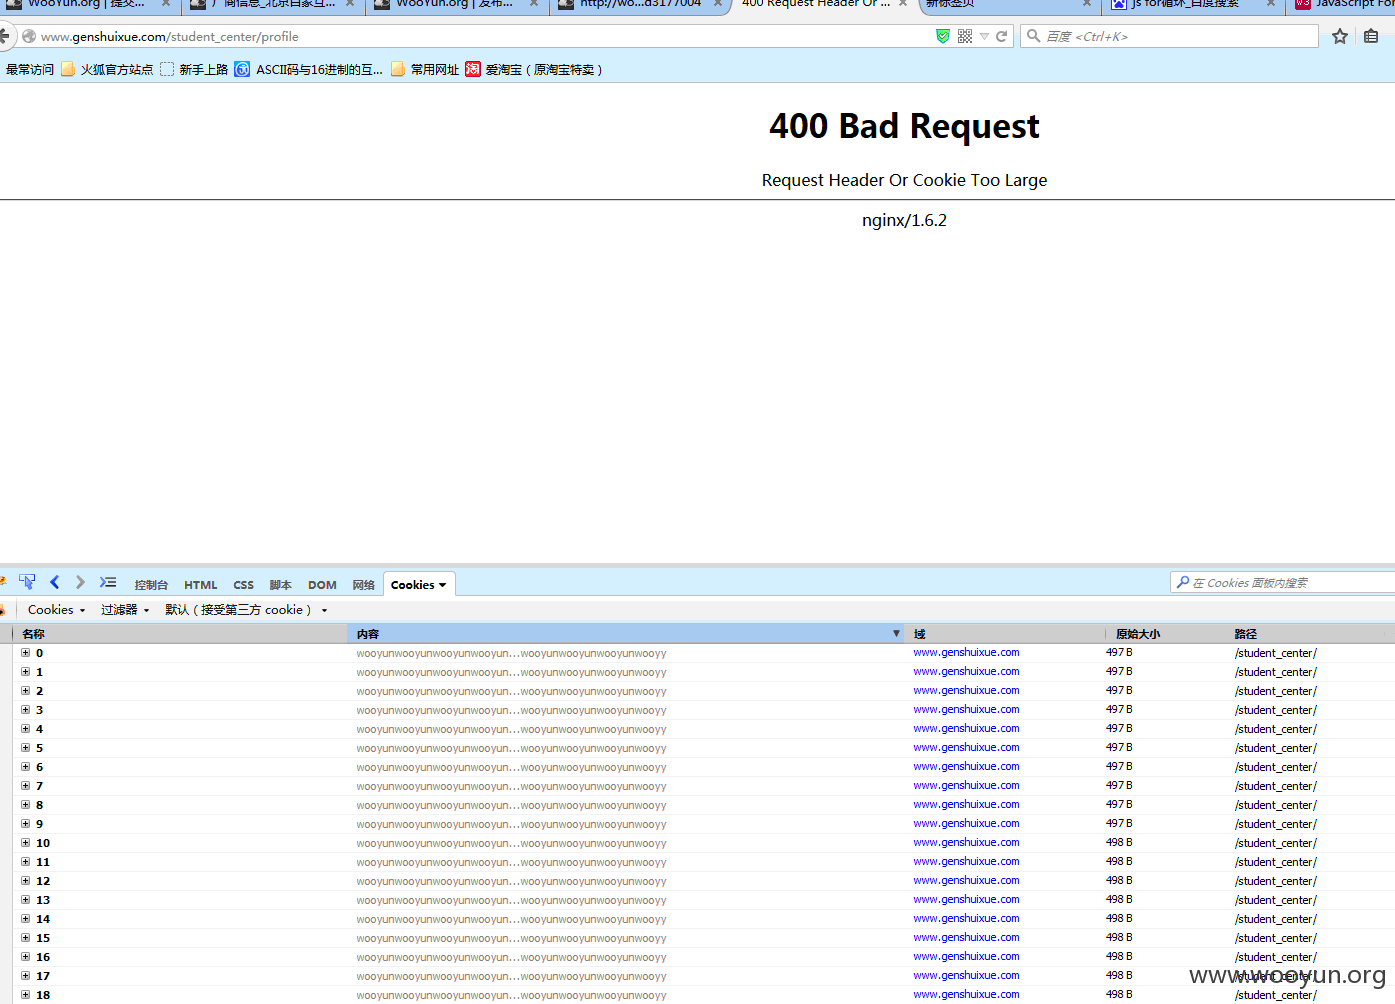 WooYun.org | 提交...
商信息_北京百家互...
WooYun.org | 发布...
http://wo...d3177004
400 Request Header Or ...
新标签页
js for循环_百度搜索
JavaScript For
www.genshuixue.com/student_center/profile
百度 <Ctrl+K>
最常访问 火狐官方站点 新手上路 ASCII码与16进制的互... 常用网址 爱淘宝（原淘宝特卖）
400 Bad Request
Request Header Or Cookie Too Large
nginx/1.6.2
控制台 HTML CSS 脚本 DOM 网络 Cookies
在 Cookies 面板内搜索
Cookies 过滤器 默认（接受第三方 cookie）
名称 内容 域 原始大小 路径
0 wooyunwooyunwooyunwooyun...wooyunwooyunwooyunwooyy www.genshuixue.com 497 B /student_center/
1 wooyunwooyunwooyunwooyun...wooyunwooyunwooyunwooyy www.genshuixue.com 497 B /student_center/
2 wooyunwooyunwooyunwooyun...wooyunwooyunwooyunwooyy www.genshuixue.com 497 B /student_center/
3 wooyunwooyunwooyunwooyun...wooyunwooyunwooyunwooyy www.genshuixue.com 497 B /student_center/
4 wooyunwooyunwooyunwooyun...wooyunwooyunwooyunwooyy www.genshuixue.com 497 B /student_center/
5 wooyunwooyunwooyunwooyun...wooyunwooyunwooyunwooyy www.genshuixue.com 497 B /student_center/
6 wooyunwooyunwooyunwooyun...wooyunwooyunwooyunwooyy www.genshuixue.com 497 B /student_center/
7 wooyunwooyunwooyunwooyun...wooyunwooyunwooyunwooyy www.genshuixue.com 497 B /student_center/
8 wooyunwooyunwooyunwooyun...wooyunwooyunwooyunwooyy www.genshuixue.com 497 B /student_center/
9 wooyunwooyunwooyunwooyun...wooyunwooyunwooyunwooyy www.genshuixue.com 497 B /student_center/
10 wooyunwooyunwooyunwooyun...wooyunwooyunwooyunwooyy www.genshuixue.com 498 B /student_center/
11 wooyunwooyunwooyunwooyun...wooyunwooyunwooyunwooyy www.genshuixue.com 498 B /student_center/
12 wooyunwooyunwooyunwooyun...wooyunwooyunwooyunwooyy www.genshuixue.com 498 B /student_center/
13 wooyunwooyunwooyunwooyun...wooyunwooyunwooyunwooyy www.genshuixue.com 498 B /student_center/
14 wooyunwooyunwooyunwooyun...wooyunwooyunwooyunwooyy www.genshuixue.com 498 B /student_center/
15 wooyunwooyunwooyunwooyun...wooyunwooyunwooyunwooyy www.genshuixue.com 498 B /student_center/
16 wooyunwooyunwooyunwooyun...wooyunwooyunwooyunwooyy www.genshuixue.com 498 B /student_center/
17 wooyunwooyunwooyunwooyun...wooyunwooyunwooyunwooyy www.genshuixue.com 498 B /student_center/
www.wooyun.org
18 wooyunwooyunwooyunwooyun...wooyunwooyunwooyunwooyy www.genshuixue.com 498 B /student_center/